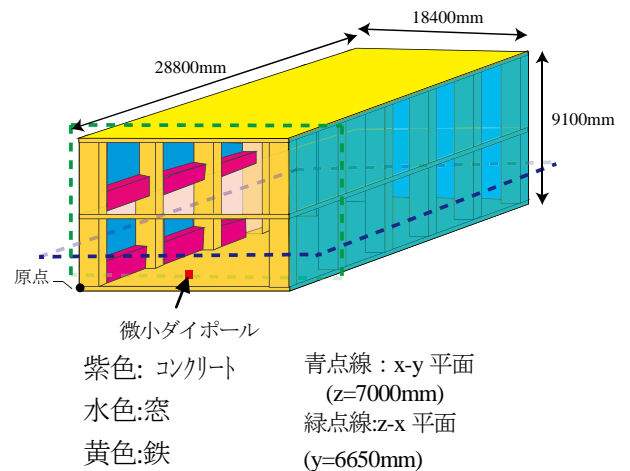 18400mm
28800mm
9100mm
原点
微小ダイポール
紫色: コンクリート
水色:窓
黄色:鉄
青点線 : x-y 平面
(z=7000mm)
緑点線:z-x 平面
(y=6650mm)